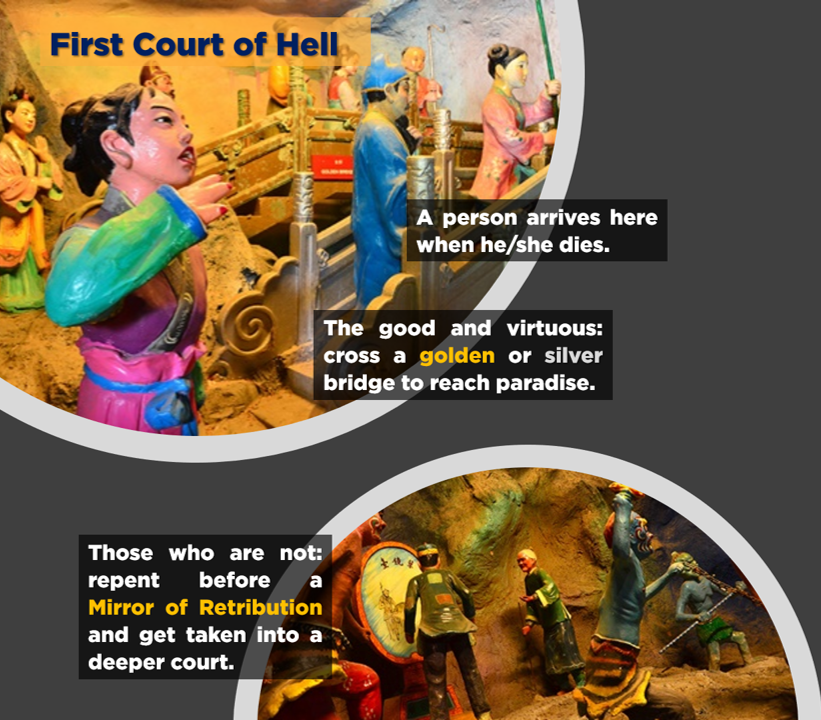 First Court of Hell
A person arrives here
when he/she dies.
The good and virtuous:
cross a golden or silver
bridge to reach paradise.
Those who are not:
repent before a
Mirror of Retribution
and get taken into a
deeper court.